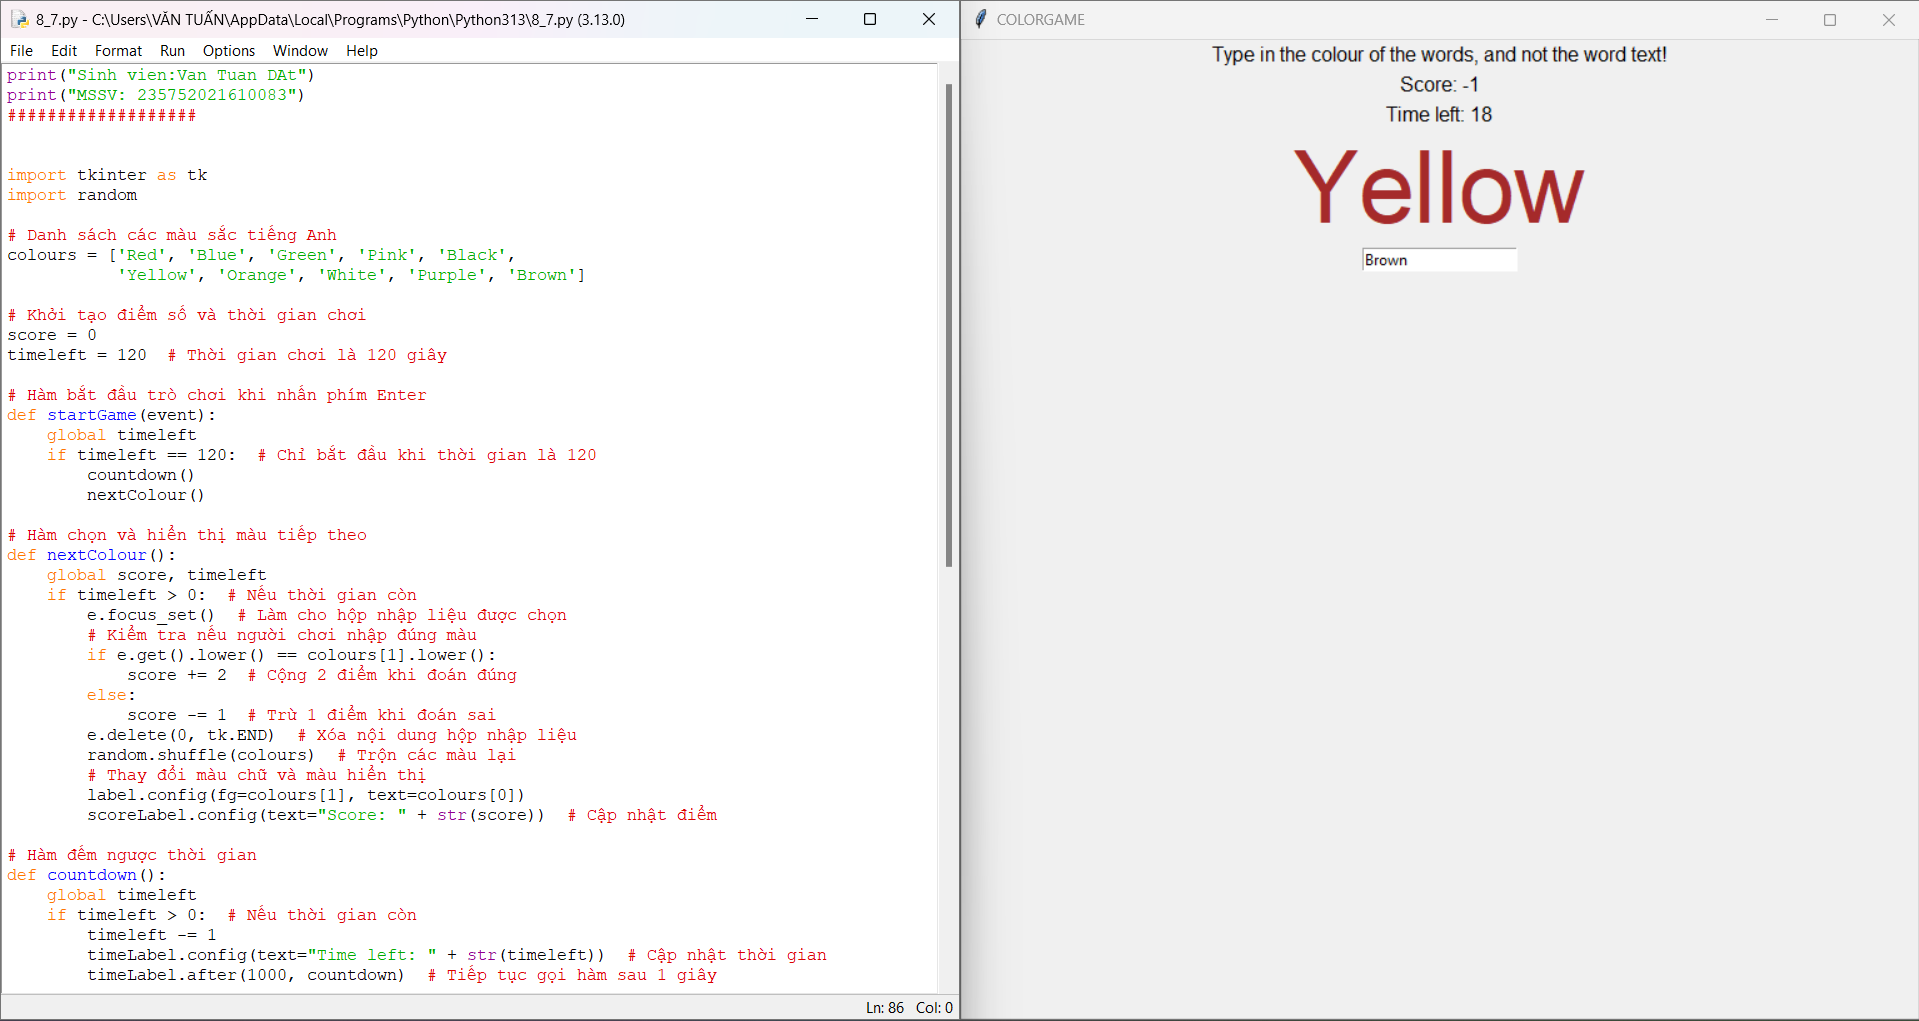 8_7.py - C:\Users\VĂN TUẤN\AppData\Local\Programs\Python\Python313\8_7.py (3.13.0)
File Edit Format Run Options Window Help
print("Sinh vien:Van Tuan DAt")
print("MSSV: 235752021610083")
###################
import tkinter as tk
import random
# Danh sách các màu sắc tiếng Anh
colours = ['Red', 'Blue', 'Green', 'Pink', 'Black',
'Yellow', 'Orange', 'White', 'Purple', 'Brown']
# Khởi tạo điểm số và thời gian chơi
score = 0
timeleft = 120  # Thời gian chơi là 120 giây
# Hàm bắt đầu trò chơi khi nhấn phím Enter
def startGame(event):
    global timeleft
    if timeleft == 120:  # Chỉ bắt đầu khi thời gian là 120
        countdown()
        nextColour()
# Hàm chọn và hiển thị màu tiếp theo
def nextColour():
    global score, timeleft
    if timeleft > 0:  # Nếu thời gian còn
        e.focus_set()  # Làm cho hộp nhập liệu được chọn
        # Kiểm tra nếu người chơi nhập đúng màu
        if e.get().lower() == colours[1].lower():
            score += 2  # Cộng 2 điểm khi đoán đúng
        else:
            score -= 1  # Trừ 1 điểm khi đoán sai
        e.delete(0, tk.END)  # Xóa nội dung hộp nhập liệu
        random.shuffle(colours)  # Trộn các màu lại
        # Thay đổi màu chữ và màu hiển thị
        label.config(fg=colours[1], text=colours[0])
        scoreLabel.config(text="Score: " + str(score))  # Cập nhật điểm
# Hàm đếm ngược thời gian
def countdown():
    global timeleft
    if timeleft > 0:  # Nếu thời gian còn
        timeleft -= 1
        timeLabel.config(text="Time left: " + str(timeleft))  # Cập nhật thời gian
        timeLabel.after(1000, countdown)  # Tiếp tục gọi hàm sau 1 giây
Ln: 86 Col: 0
COLORGAME
Type in the colour of the words, and not the word text!
Score: -1
Time left: 18
Yellow
Brown